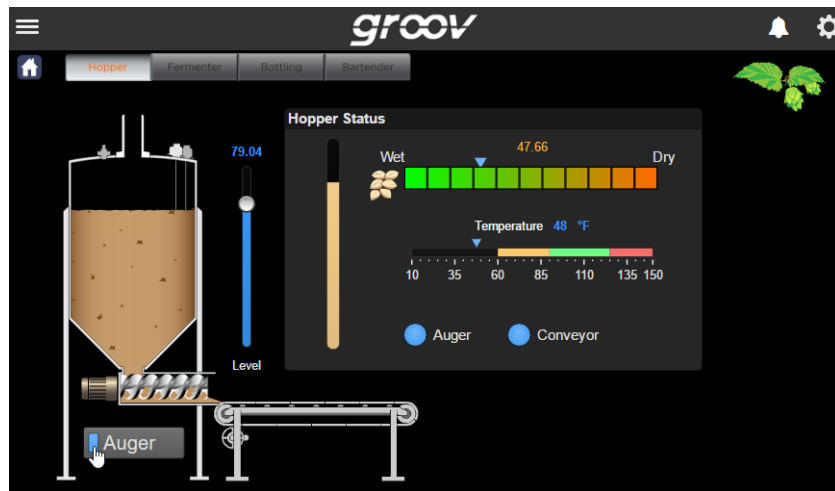 groov
Hopper Fermenter Bottling Bartender
Hopper Status
79.04
47.66
Wet Dry
Temperature 48 °F
10 35 60 85 110 135 150
Auger Conveyor
Level
Auger